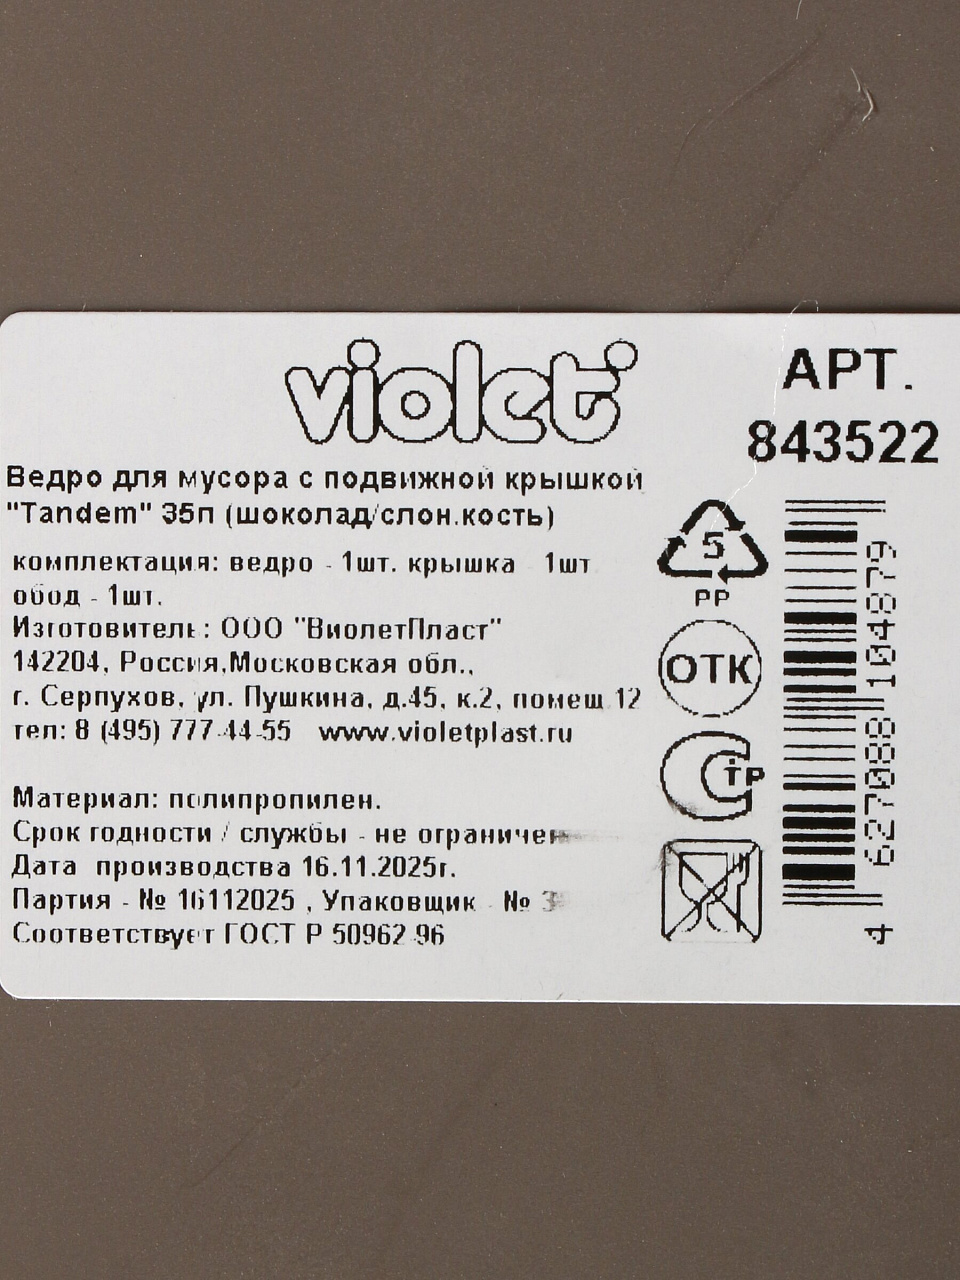 violet
АРТ.
843522
Ведро для мусора с подвижной крышкой
"Tandem" 35л (шоколад/слон.кость)
комплектация: ведро - 1шт. крышка 1шт
обод - 1шт.
Изготовитель: ООО "ВиолетПласт"
142204, Россия,Московская обл.,
г. Серпухов, ул. Пушкина, д.45, к.2, помещ 12
тел: 8 (495) 777-44-55 www.violetplast.ru
Материал: полипропилен.
Срок годности / службы - не ограничен
Дата производства 16.11.2025г.
Партия - № 16112025 , Упаковщик - №
Соответствует ГОСТ Р 50962-96
5
PP
ОТК
СТР
4 627088 104879